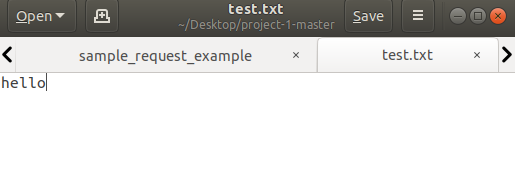 Open
test.txt
~/Desktop/project-1-master
Save
sample_request_example
test.txt
hello